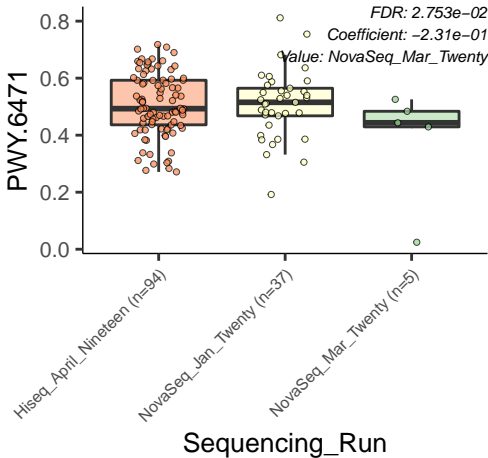 FDR: 2.753e−02
Coefficient: −2.31e−01
Value: NovaSeq_Mar_Twenty
PWY.6471
0.8
0.6
0.4
0.2
0.0
Hiseq_April_Nineteen (n=94)
NovaSeq_Jan_Twenty (n=37)
NovaSeq_Mar_Twenty (n=5)
Sequencing_Run